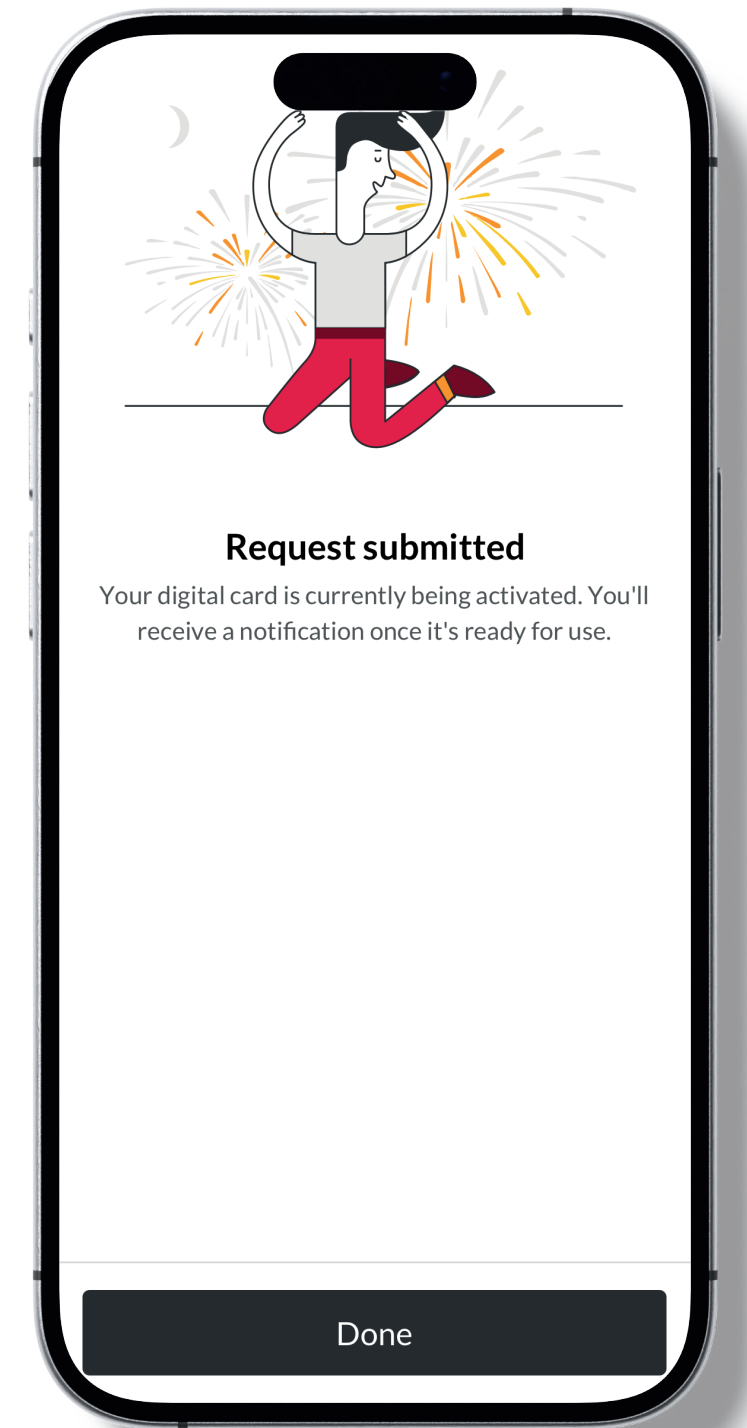 Request submitted
Your digital card is currently being activated. You'll
receive a notification once it's ready for use.
Done